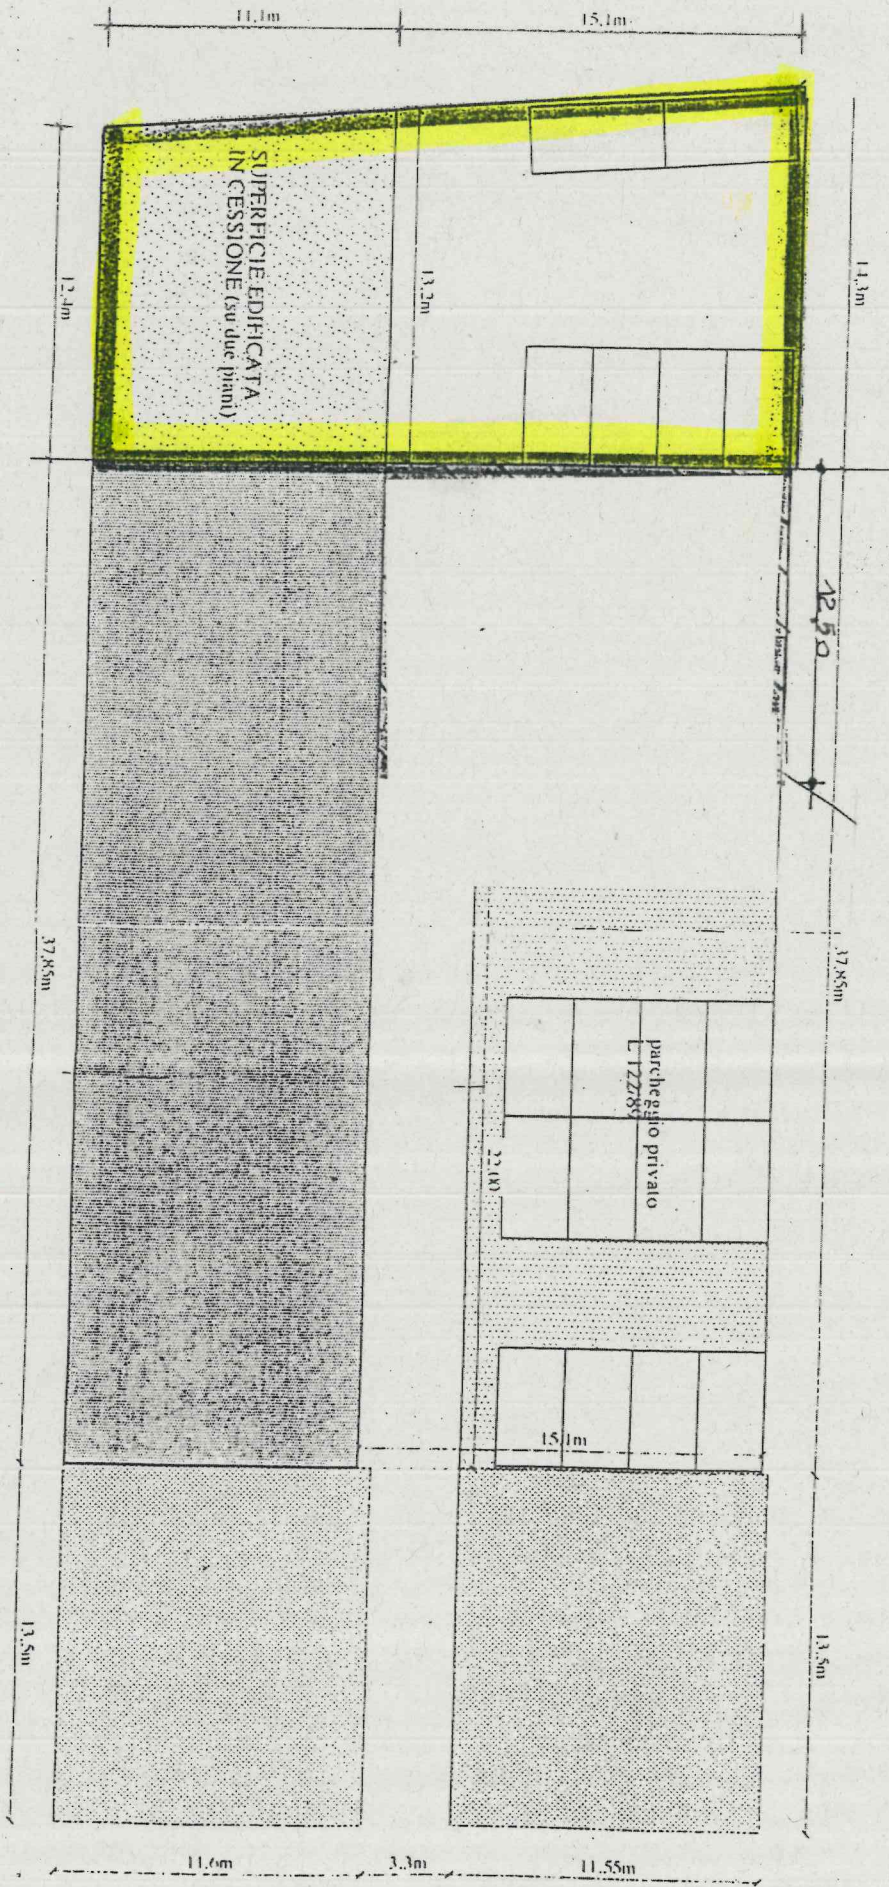 11,1m
15,1m
SUPERFICIE EDIFICATA
IN CESSIONE (su due piani)
12,4m
13,2m
14,3m
12,50
37,85m
37,85m
parcheggio privato
L.122/89
22,00
15,1m
13,5m
13,5m
11,6m
3,3m
11,55m